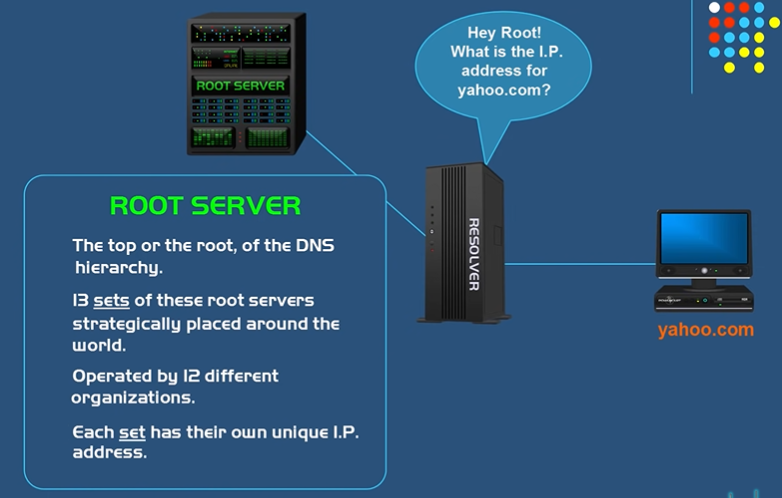 Hey Root!
What is the I.P.
address for
yahoo.com?
ROOT SERVER
RESOLVER
yahoo.com
ROOT SERVER
The top or the root, of the DNS
hierarchy.
13 sets of these root servers
strategically placed around the
world.
Operated by 12 different
organizations.
Each set has their own unique I.P.
address.